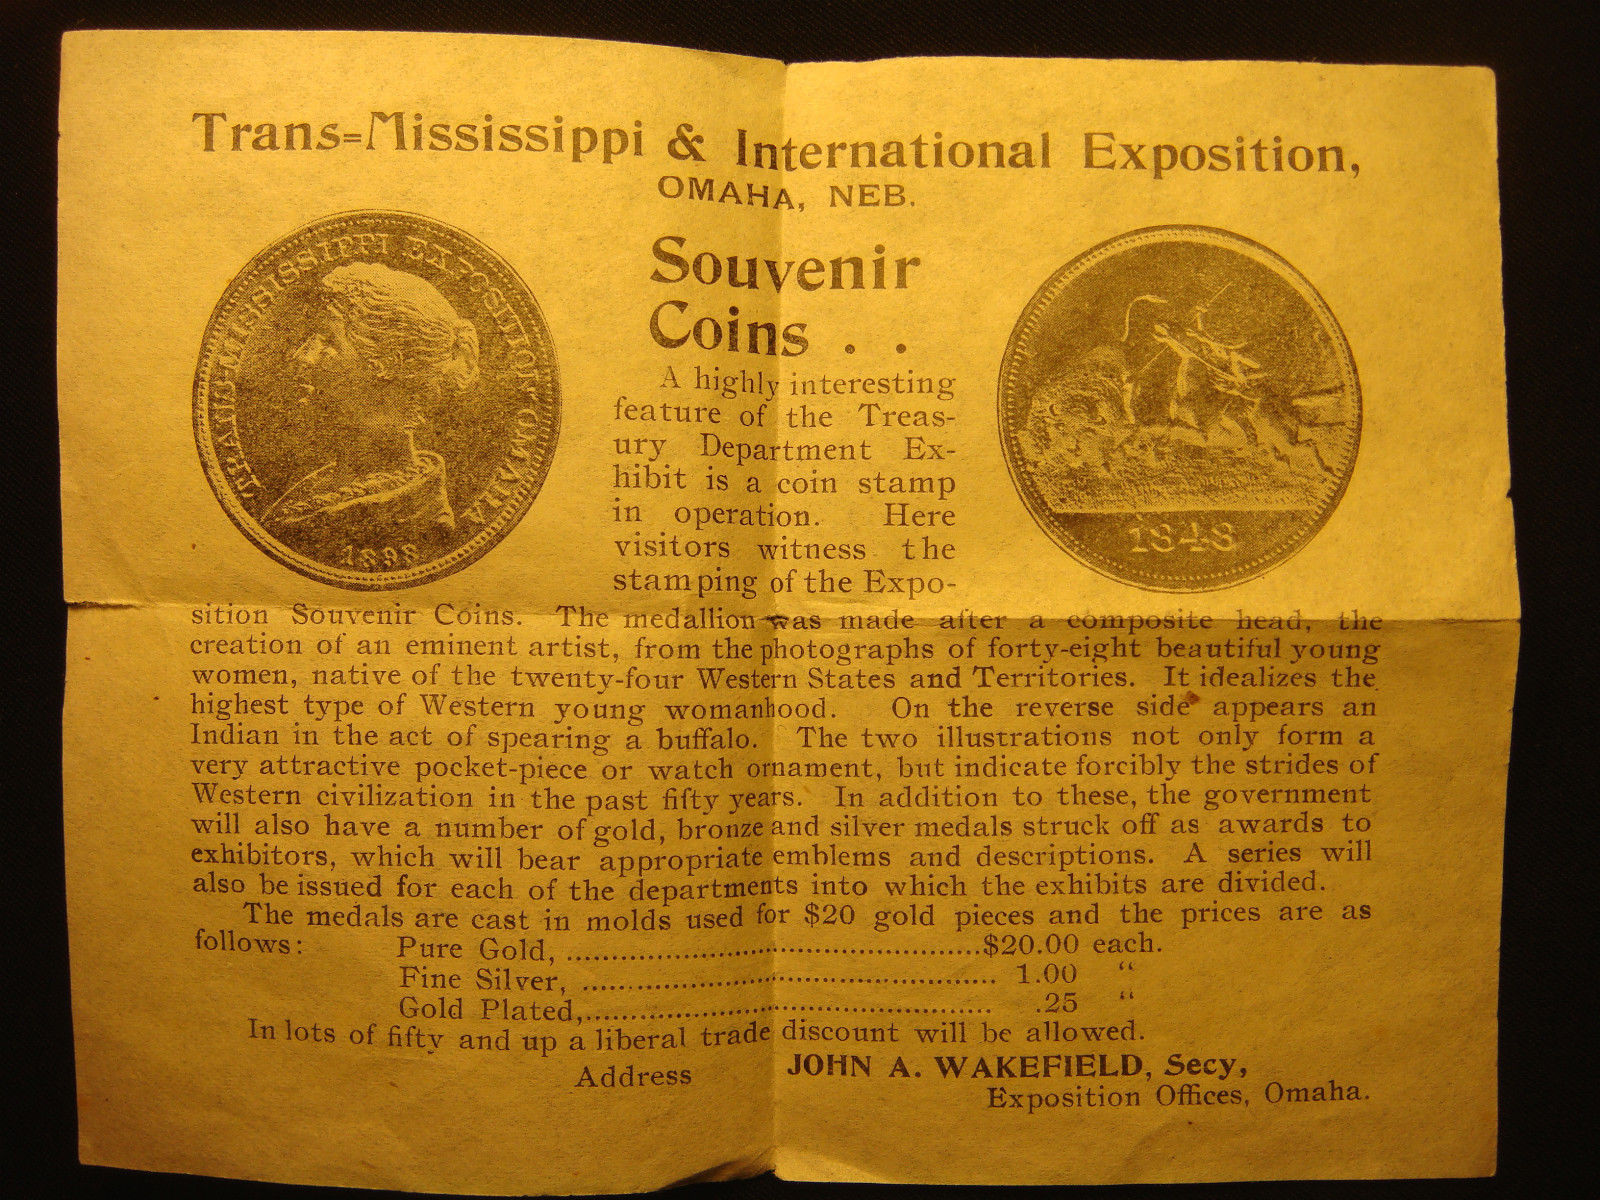 Trans-Mississippi & International Exposition,
OMAHA, NEB.
TRANS-MISSISSIPPI EXPOSITION OMAHA
1898
Souvenir
Coins . .
1848
A highly interesting
feature of the Treas-
ury Department Ex-
hibit is a coin stamp
in operation. Here
visitors witness the
stamping of the Expo-
sition Souvenir Coins. The medallion was made after a composite head, the
creation of an eminent artist, from the photographs of forty-eight beautiful young
women, native of the twenty-four Western States and Territories. It idealizes the
highest type of Western young womanhood. On the reverse side appears an
Indian in the act of spearing a buffalo. The two illustrations not only form a
very attractive pocket-piece or watch ornament, but indicate forcibly the strides of
Western civilization in the past fifty years. In addition to these, the government
will also have a number of gold, bronze and silver medals struck off as awards to
exhibitors, which will bear appropriate emblems and descriptions. A series will
also be issued for each of the departments into which the exhibits are divided.
The medals are cast in molds used for $20 gold pieces and the prices are as
follows: Pure Gold, ........................................................$20.00 each.
Fine Silver, ........................................................ 1.00 "
Gold Plated,........................................................ .25 "
In lots of fifty and up a liberal trade discount will be allowed.
Address JOHN A. WAKEFIELD, Secy,
Exposition Offices, Omaha.